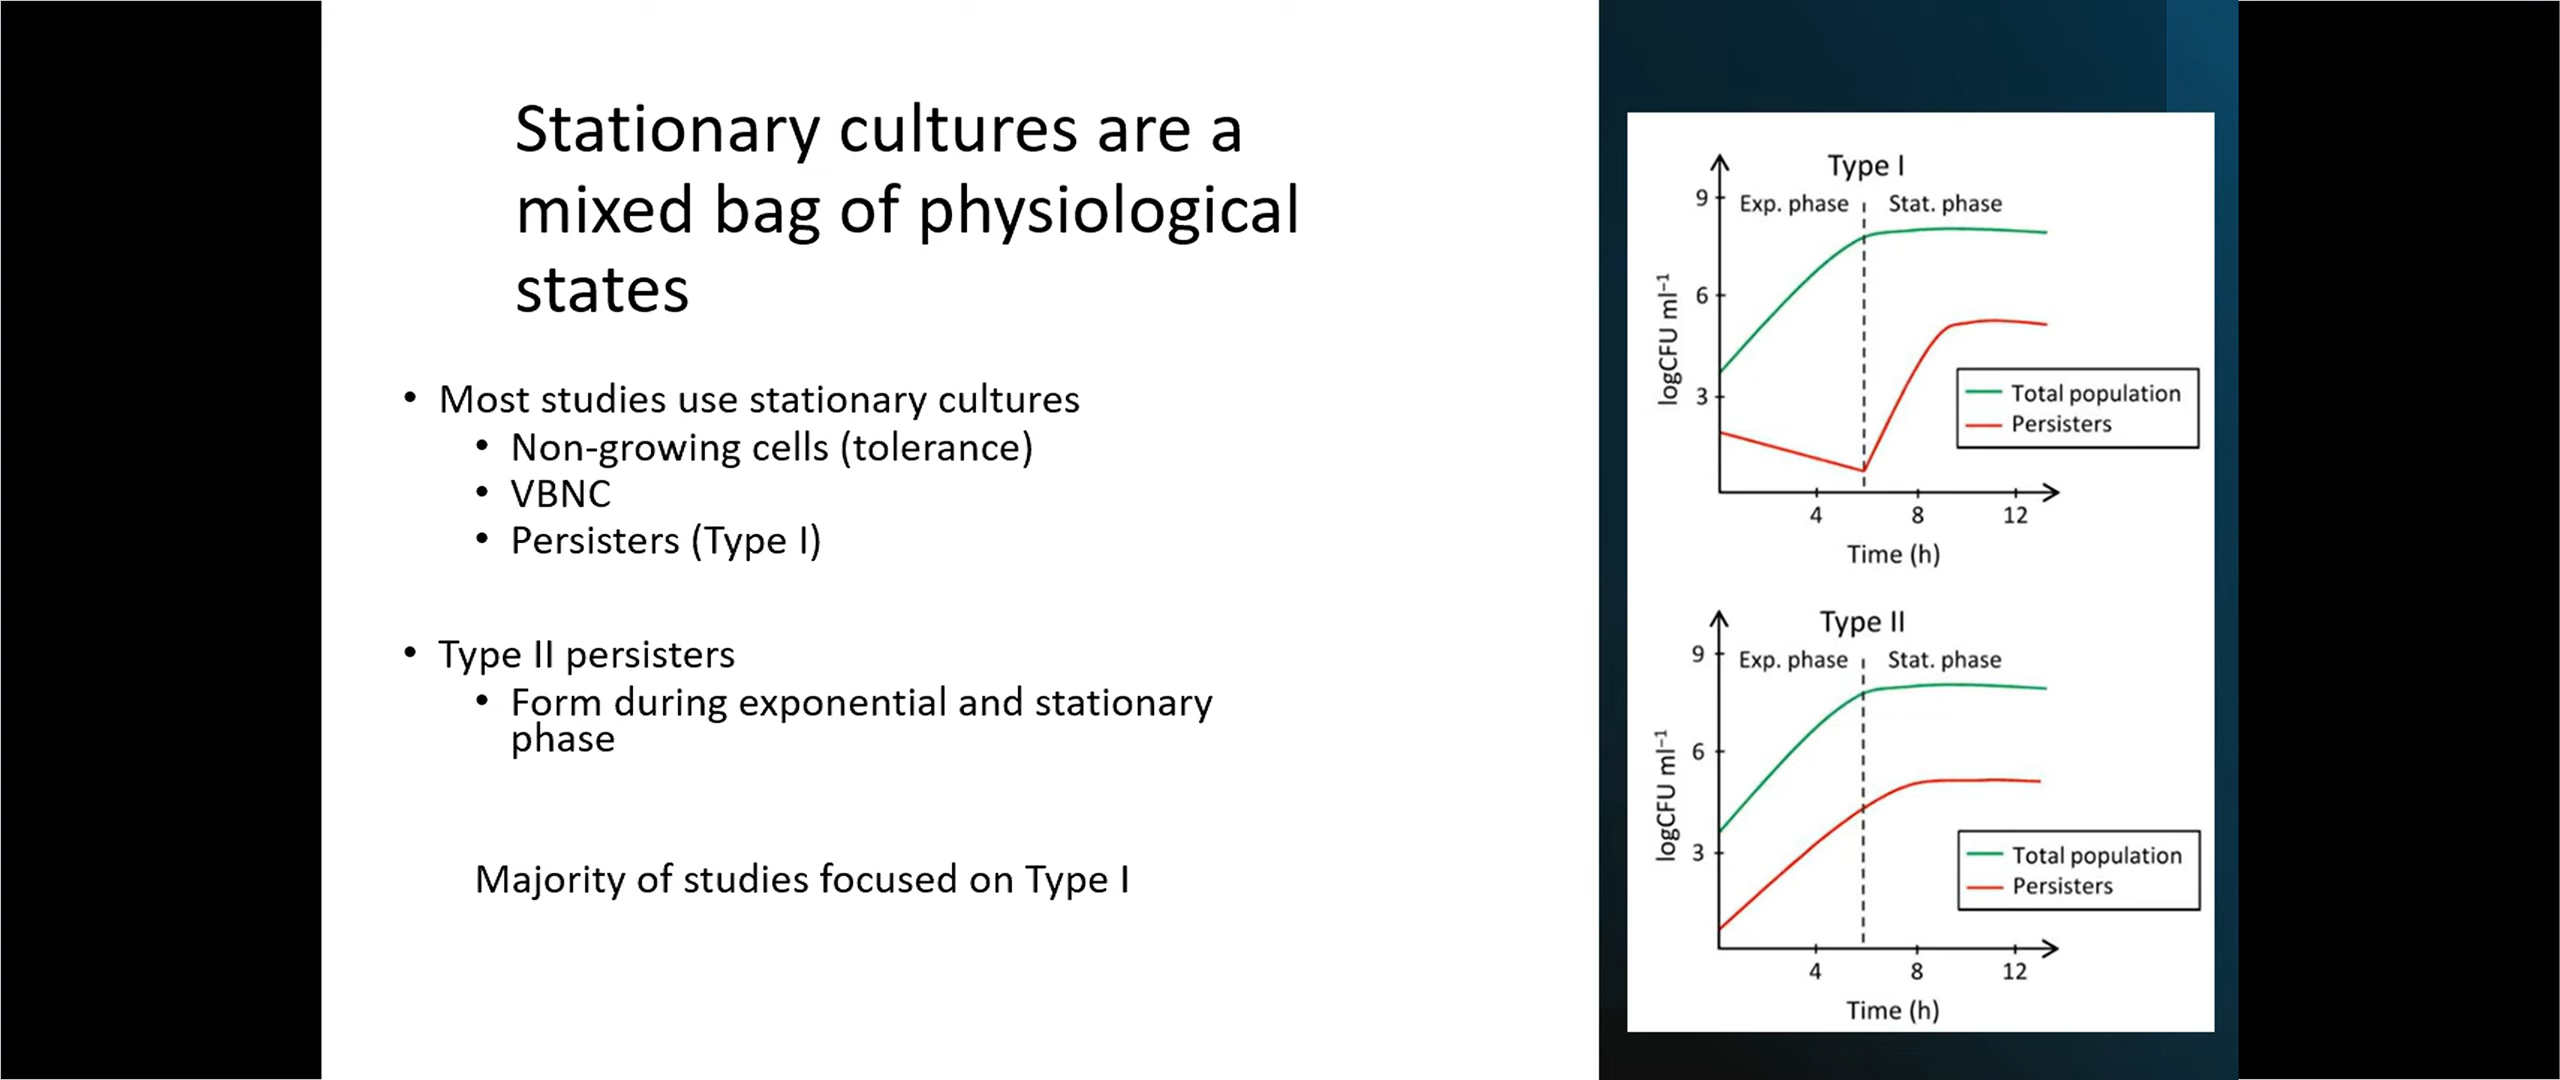 Stationary cultures are a
mixed bag of physiological
states
• Most studies use stationary cultures
• Non-growing cells (tolerance)
• VBNC
• Persisters (Type I)
• Type II persisters
• Form during exponential and stationary
phase
Majority of studies focused on Type I
Type I
Exp. phase
Stat. phase
9
6
3
logCFU ml⁻¹
Total population
Persisters
4 8 12
Time (h)
Type II
Exp. phase
Stat. phase
9
6
3
logCFU ml⁻¹
Total population
Persisters
4 8 12
Time (h)